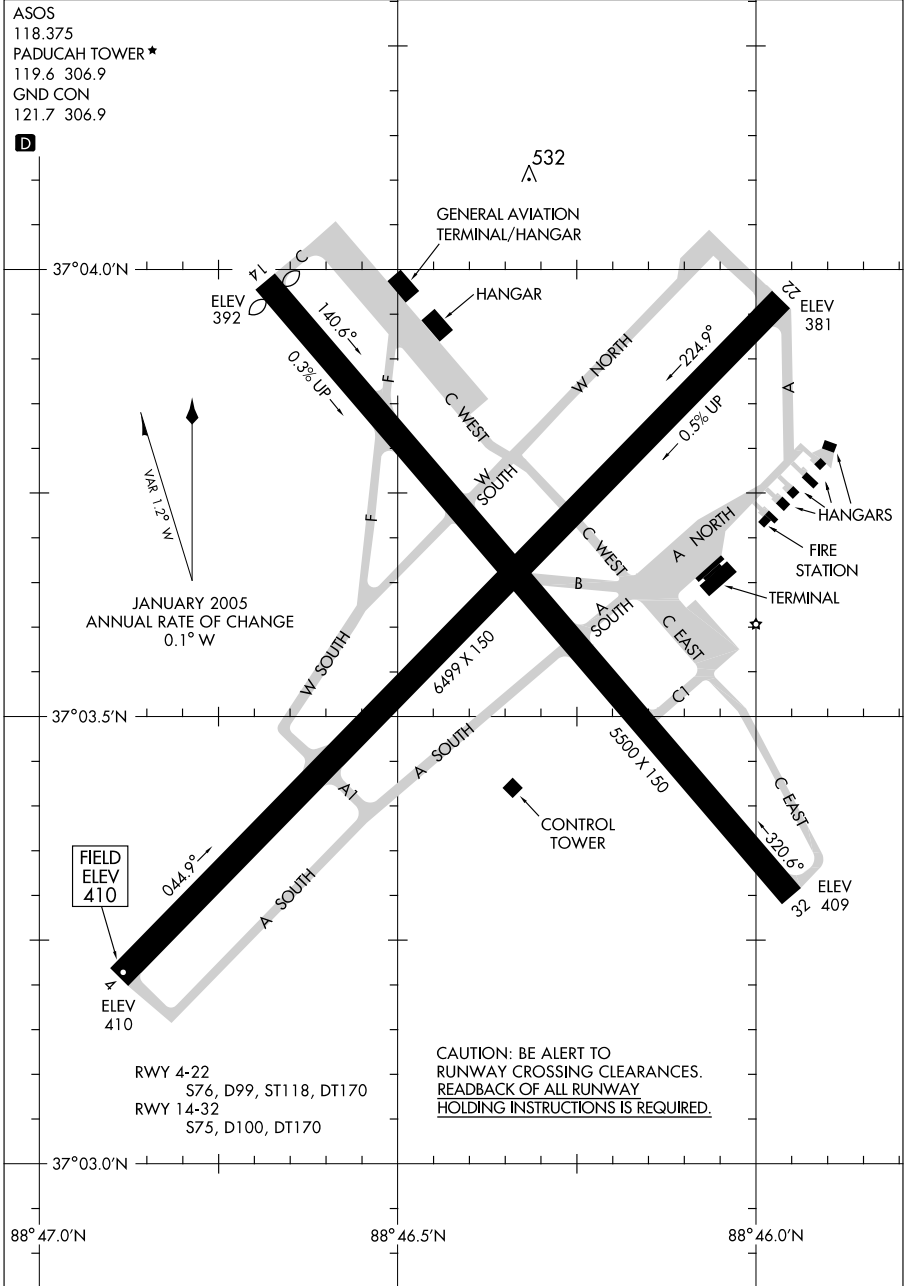 ASOS
118.375
PADUCAH TOWER★
119.6 306.9
GND CON
121.7 306.9
D
532
GENERAL AVIATION
TERMINAL/HANGAR
HANGAR
37°04.0'N
14
C
ELEV
392
22
ELEV
381
140.6°
0.3% UP
F
C WEST
W NORTH
224.9°
0.5% UP
A
W
SOUTH
VAR 1.2° W
F
C WEST
A NORTH
HANGARS
FIRE
STATION
TERMINAL
B
A
SOUTH
C EAST
JANUARY 2005
ANNUAL RATE OF CHANGE
0.1° W
W SOUTH
6499 X 150
C1
37°03.5'N
A SOUTH
5500 X 150
A1
C EAST
CONTROL
TOWER
320.6°
FIELD
ELEV
410
044.9°
A SOUTH
32
ELEV
409
4
ELEV
410
RWY 4-22
S76, D99, ST118, DT170
RWY 14-32
S75, D100, DT170
CAUTION: BE ALERT TO
RUNWAY CROSSING CLEARANCES.
READBACK OF ALL RUNWAY
HOLDING INSTRUCTIONS IS REQUIRED.
37°03.0'N
88°47.0'N
88°46.5'N
88°46.0'N